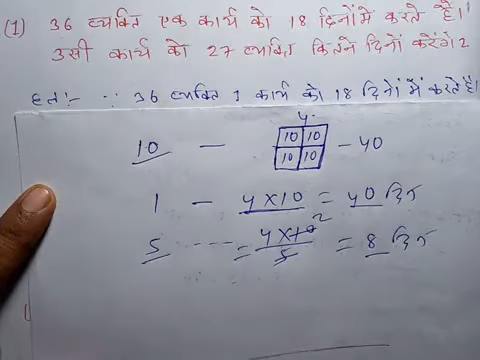 (1) 36 व्यक्ति एक कार्य को 18 दिनों में करते हैं।
उसी कार्य को 27 व्यक्ति कितने दिनों करेंगे ?
हल:- ∵ 36 व्यक्ति 1 कार्य को 18 दिनों में करते हैं।
4.
10 — 10 10 — 40
10 10
1 — 4×10 = 40 दिन
5 ---- = 4×10/5 2 = 8 दिन